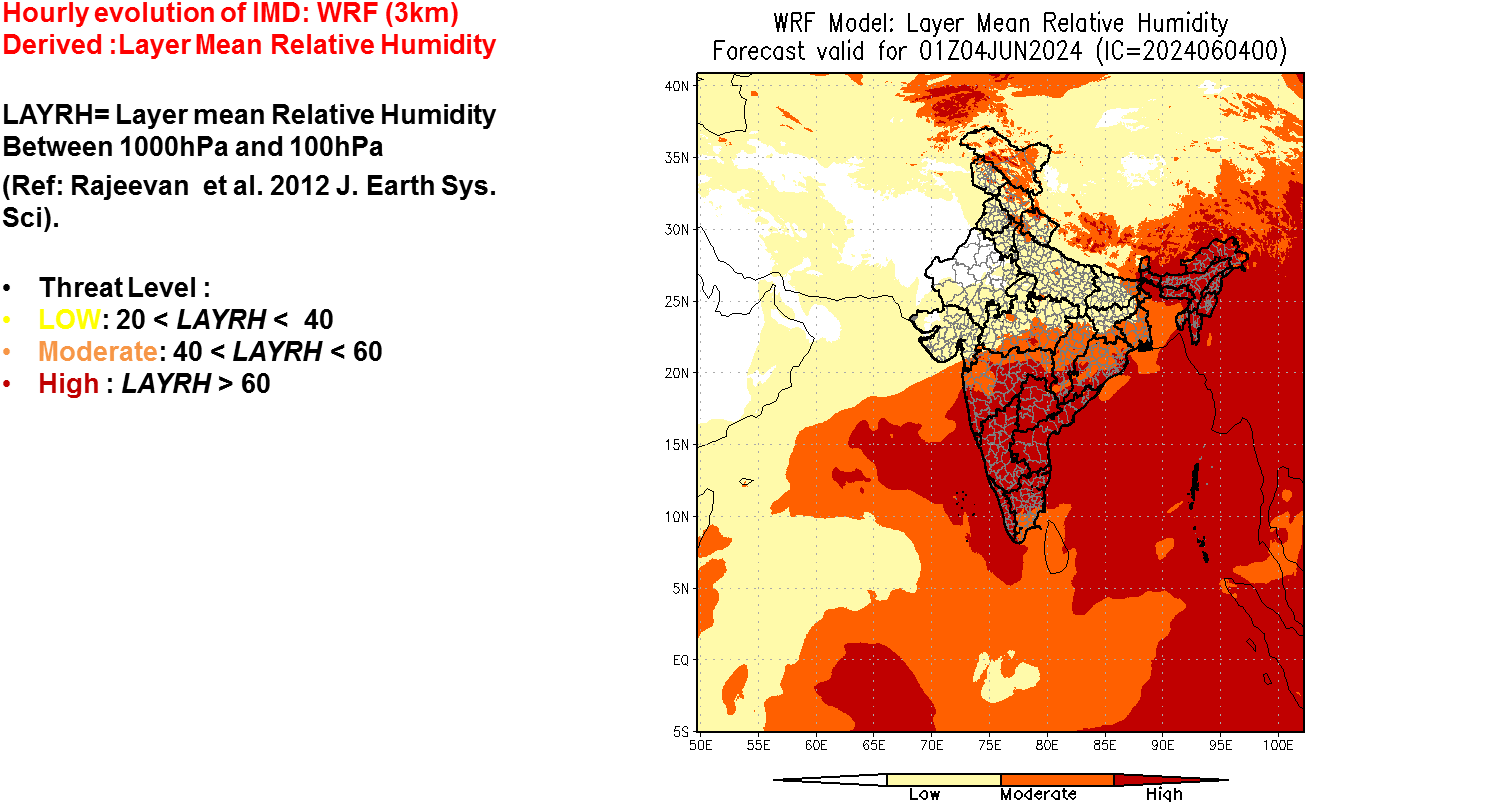 Hourly evolution of IMD: WRF (3km)
Derived :Layer Mean Relative Humidity
LAYRH= Layer mean Relative Humidity
Between 1000hPa and 100hPa
(Ref: Rajeevan et al. 2012 J. Earth Sys.
Sci).
• Threat Level :
• LOW: 20 < LAYRH < 40
• Moderate: 40 < LAYRH < 60
• High : LAYRH > 60
WRF Model: Layer Mean Relative Humidity
Forecast valid for 01Z04JUN2024 (IC=2024060400)
40N
35N
30N
25N
20N
15N
10N
5N
EQ
5S
50E 55E 60E 65E 70E 75E 80E 85E 90E 95E 100E
Low Moderate High